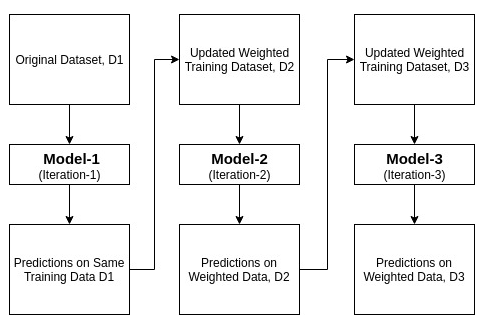 Original Dataset, D1
Model-1
(Iteration-1)
Predictions on Same
Training Data D1
Updated Weighted
Training Dataset, D2
Model-2
(Iteration-2)
Predictions on
Weighted Data, D2
Updated Weighted
Training Dataset, D3
Model-3
(Iteration-3)
Predictions on
Weighted Data, D3